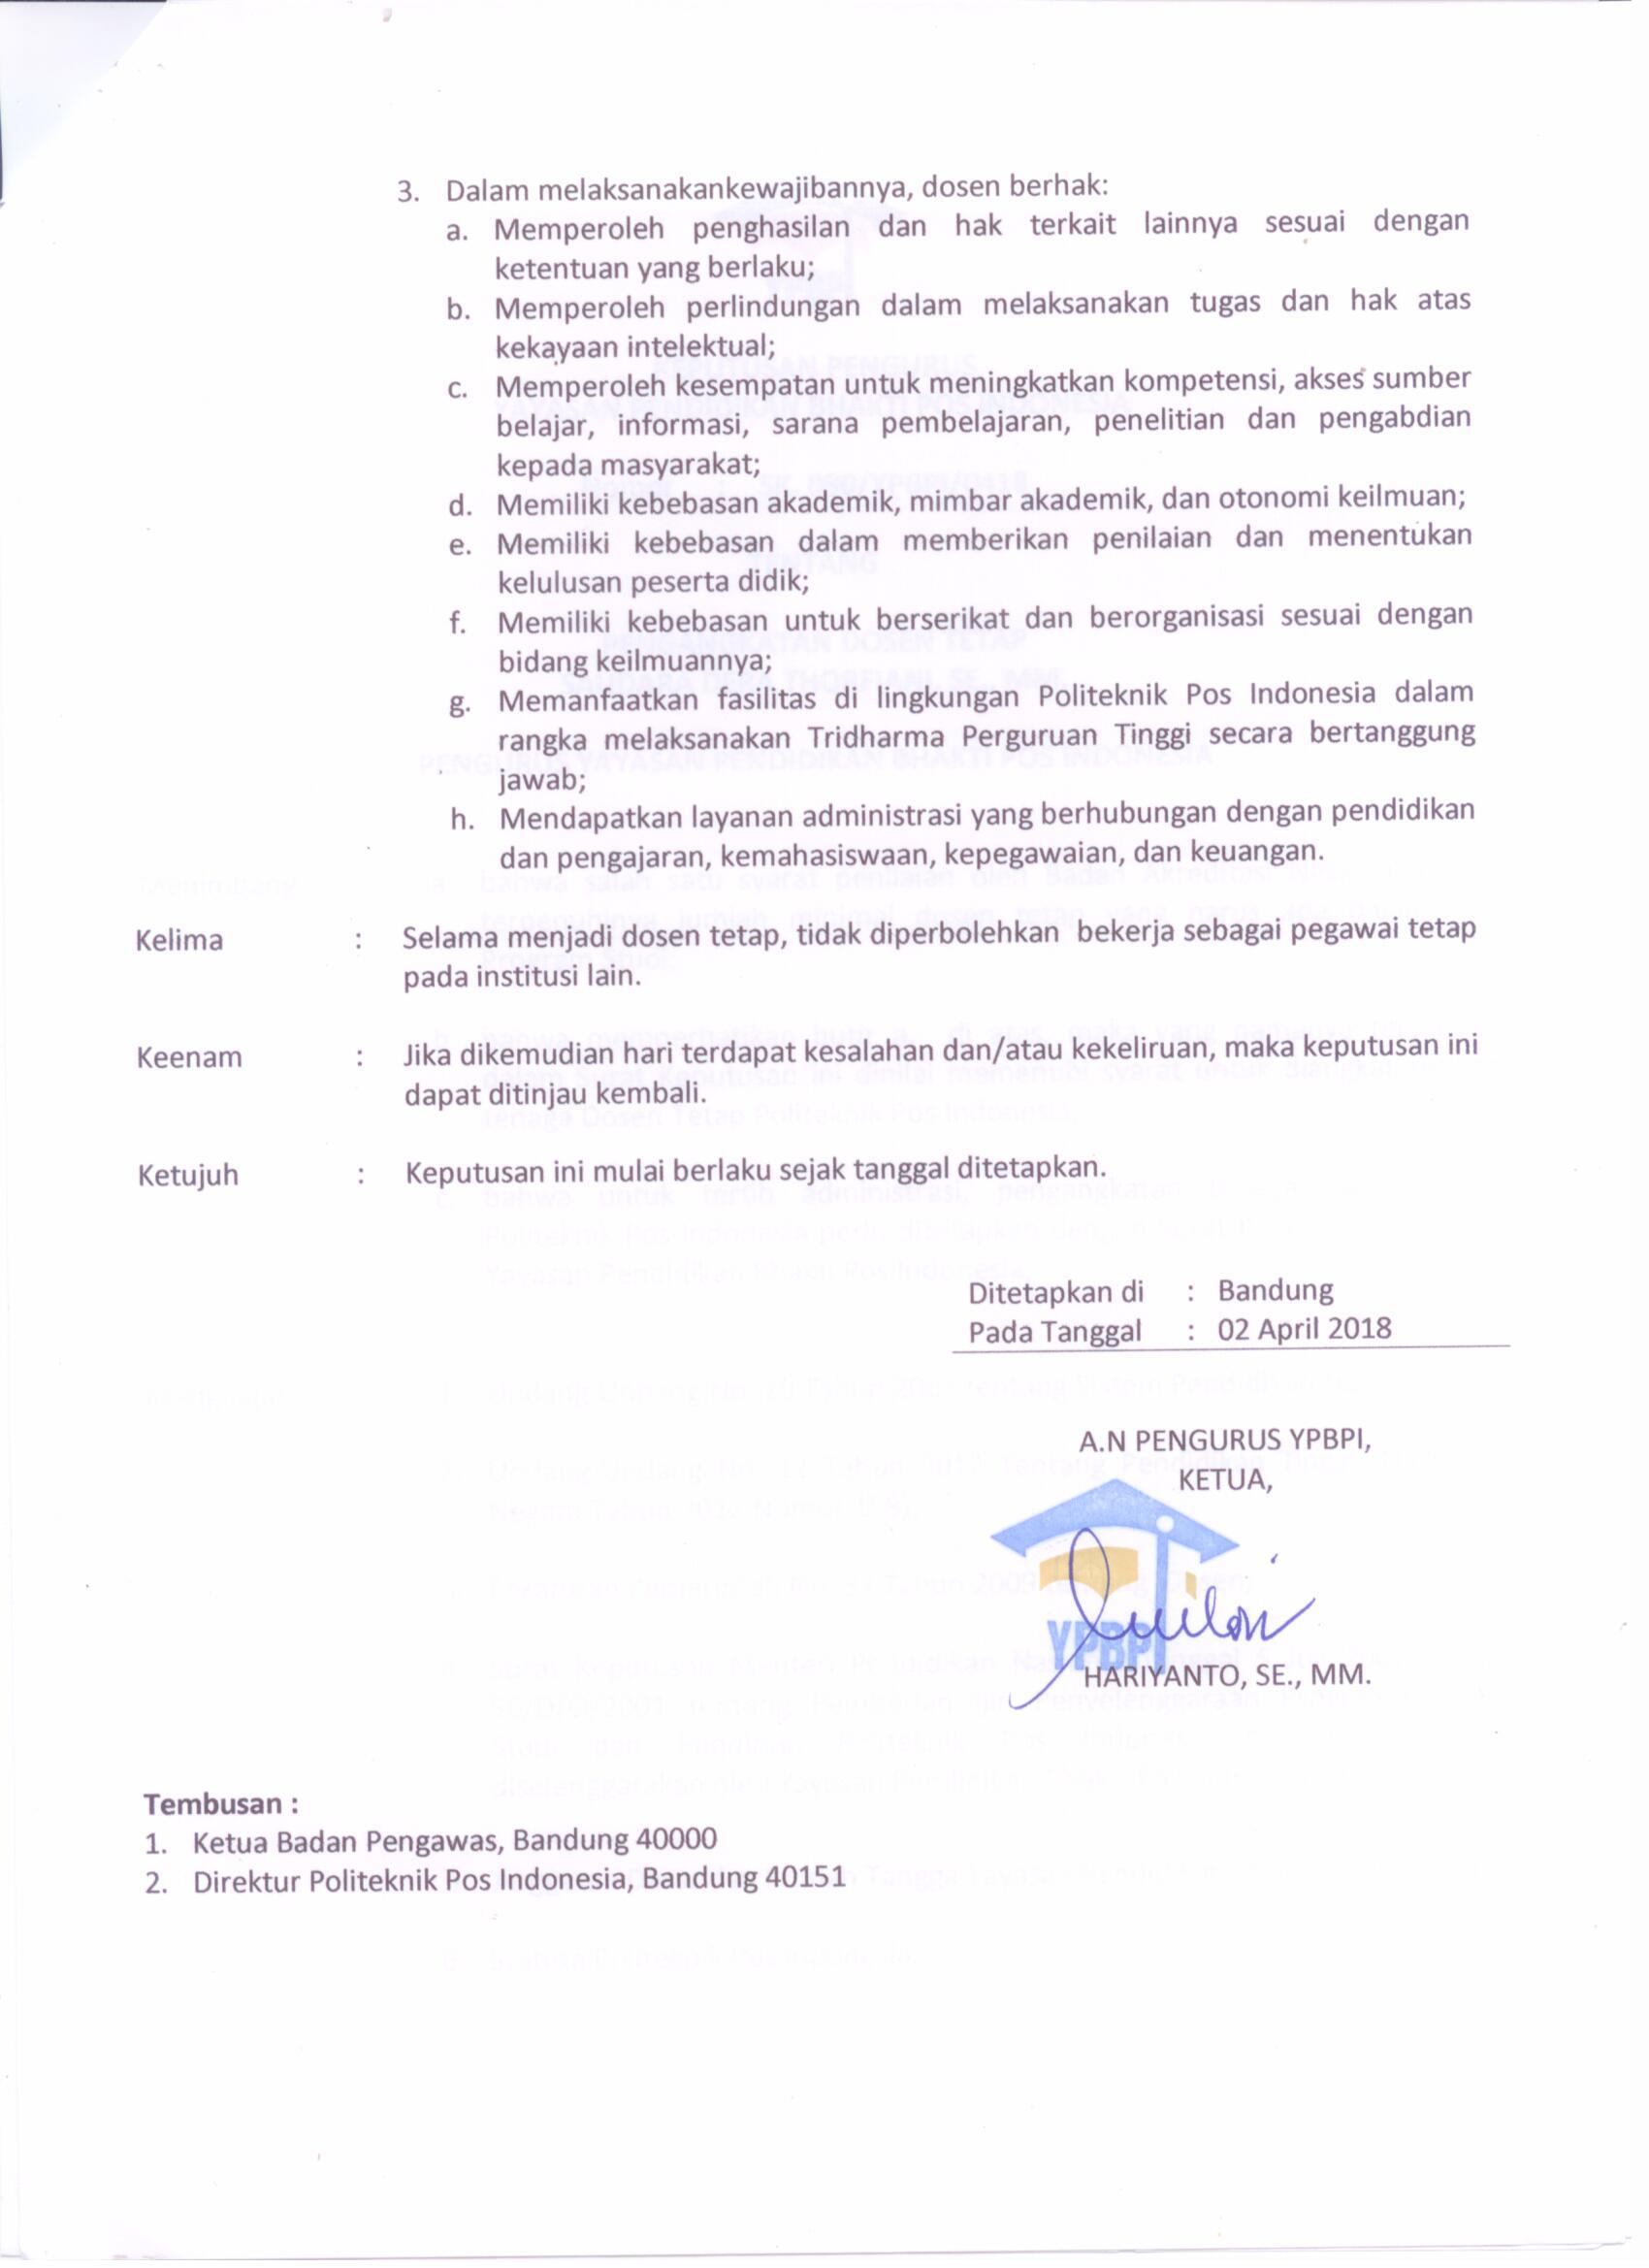 3. Dalam melaksanakankewajibannya, dosen berhak:
a. Memperoleh penghasilan dan hak terkait lainnya sesuai dengan
ketentuan yang berlaku;
b. Memperoleh perlindungan dalam melaksanakan tugas dan hak atas
kekayaan intelektual;
c. Memperoleh kesempatan untuk meningkatkan kompetensi, akses sumber
belajar, informasi, sarana pembelajaran, penelitian dan pengabdian
kepada masyarakat;
d. Memiliki kebebasan akademik, mimbar akademik, dan otonomi keilmuan;
e. Memiliki kebebasan dalam memberikan penilaian dan menentukan
kelulusan peserta didik;
f. Memiliki kebebasan untuk berserikat dan berorganisasi sesuai dengan
bidang keilmuannya;
g. Memanfaatkan fasilitas di lingkungan Politeknik Pos Indonesia dalam
rangka melaksanakan Tridharma Perguruan Tinggi secara bertanggung
jawab;
h. Mendapatkan layanan administrasi yang berhubungan dengan pendidikan
dan pengajaran, kemahasiswaan, kepegawaian, dan keuangan.
Kelima : Selama menjadi dosen tetap, tidak diperbolehkan bekerja sebagai pegawai tetap
pada institusi lain.
Keenam : Jika dikemudian hari terdapat kesalahan dan/atau kekeliruan, maka keputusan ini
dapat ditinjau kembali.
Ketujuh : Keputusan ini mulai berlaku sejak tanggal ditetapkan.
Ditetapkan di : Bandung
Pada Tanggal : 02 April 2018
A.N PENGURUS YPBPI,
KETUA,
YPBPI
HARIYANTO, SE., MM.
Tembusan :
1. Ketua Badan Pengawas, Bandung 40000
2. Direktur Politeknik Pos Indonesia, Bandung 40151